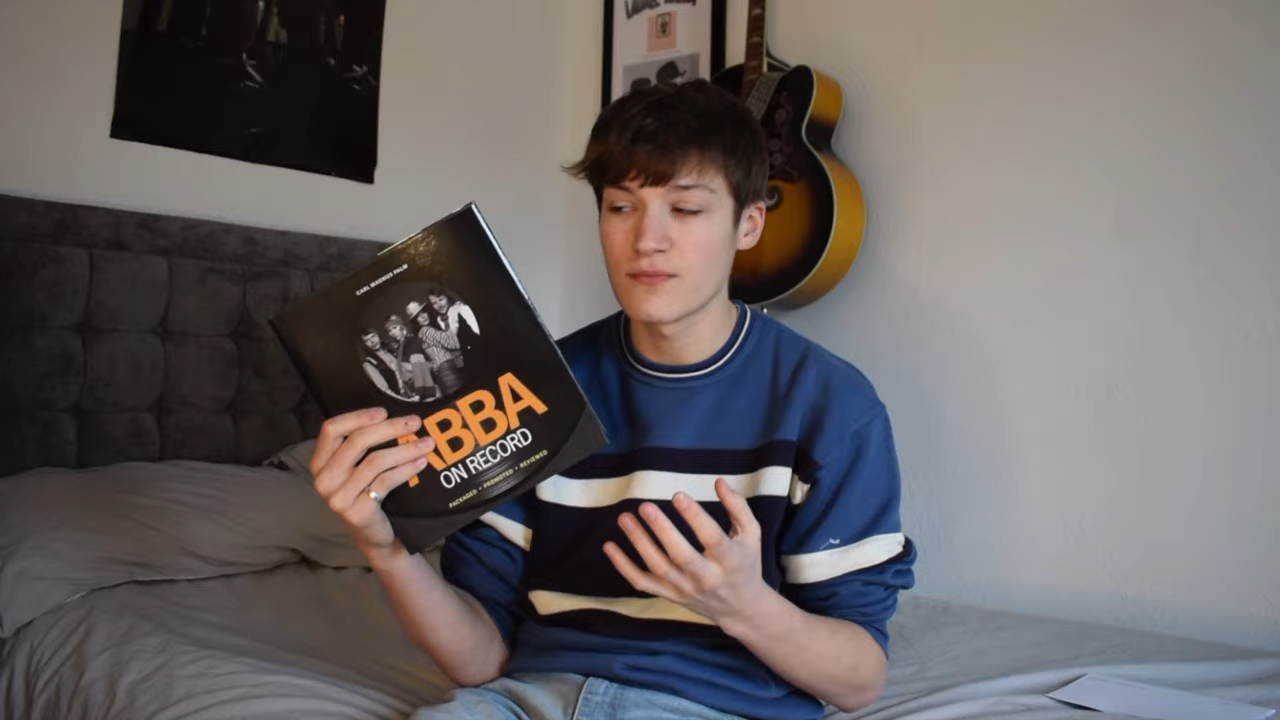 CARL MAGNUS PALM
ABBA
ON RECORD
PACKAGED • PROMOTED • REVIEWED